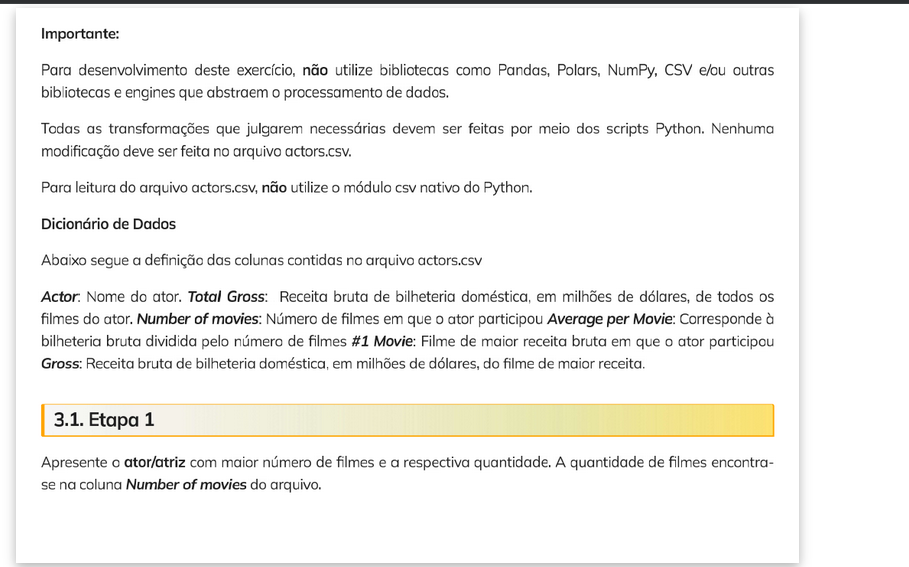 Importante:
Para desenvolvimento deste exercício, não utilize bibliotecas como Pandas, Polars, NumPy, CSV e/ou outras
bibliotecas e engines que abstraem o processamento de dados.
Todas as transformações que julgarem necessárias devem ser feitas por meio dos scripts Python. Nenhuma
modificação deve ser feita no arquivo actors.csv.
Para leitura do arquivo actors.csv, não utilize o módulo csv nativo do Python.
Dicionário de Dados
Abaixo segue a definição das colunas contidas no arquivo actors.csv
Actor: Nome do ator. Total Gross: Receita bruta de bilheteria doméstica, em milhões de dólares, de todos os
filmes do ator. Number of movies: Número de filmes em que o ator participou Average per Movie: Corresponde à
bilheteria bruta dividida pelo número de filmes #1 Movie: Filme de maior receita bruta em que o ator participou
Gross: Receita bruta de bilheteria doméstica, em milhões de dólares, do filme de maior receita.
3.1. Etapa 1
Apresente o ator/atriz com maior número de filmes e a respectiva quantidade. A quantidade de filmes encontra-
se na coluna Number of movies do arquivo.